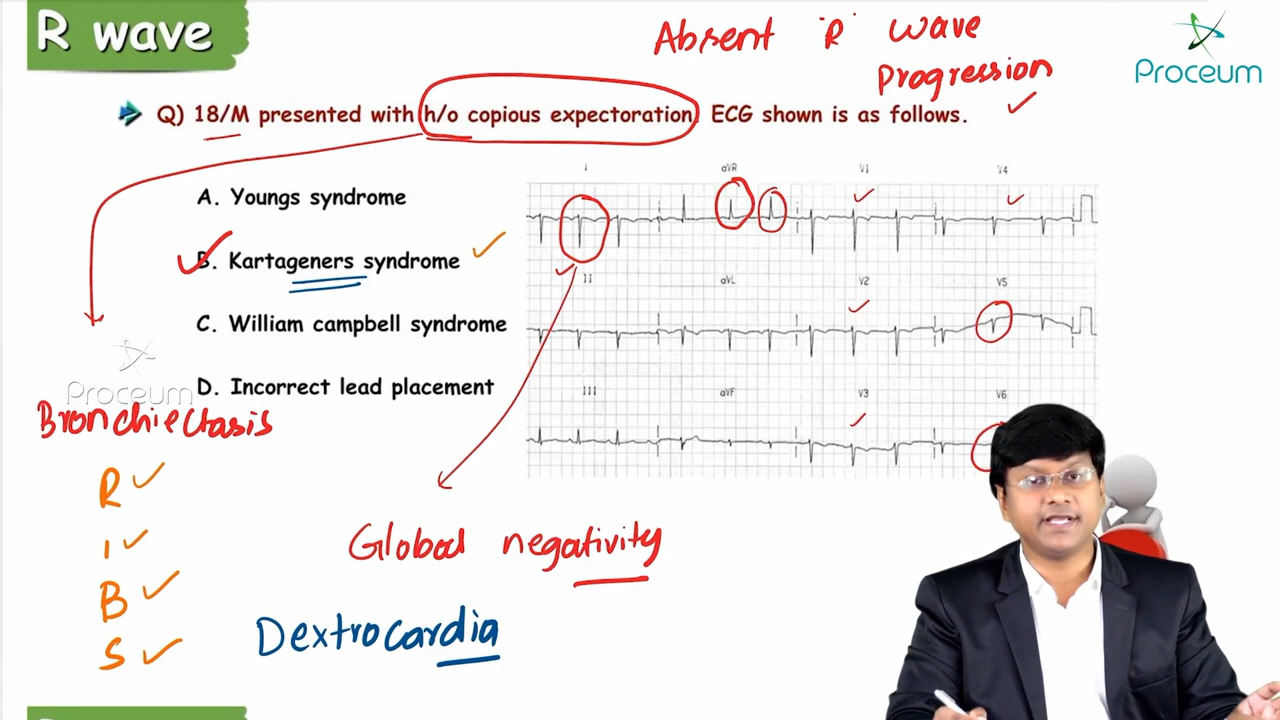 R wave
Absent 'R' wave
Progression
Proceum
Q) 18/M presented with h/o copious expectoration. ECG shown is as follows.
A. Youngs syndrome
B. Kartageners syndrome
C. William campbell syndrome
D. Incorrect lead placement
I aVR V1 V4
II aVL V2 V5
III aVF V3 V6
Proceum
Bronchiectasis
R
I
B
S
Global negativity
Dextrocardia